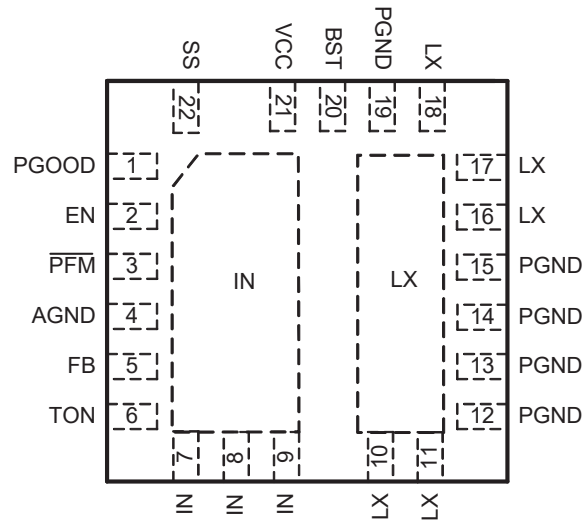 SS
VCC
BST
PGND
LX
22
21
20
19
18
PGOOD 1
EN 2
PFM 3
AGND 4
FB 5
TON 6
IN
LX
17 LX
16 LX
15 PGND
14 PGND
13 PGND
12 PGND
7
8
9
10
11
IN
IN
IN
LX
LX